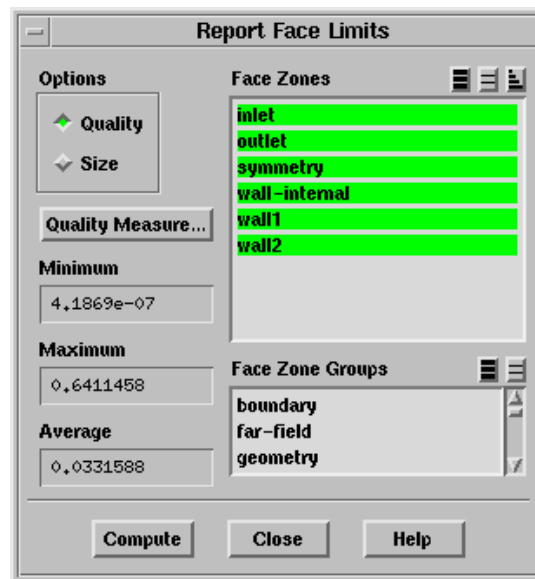 Report Face Limits
Options
Quality
Size
Quality Measure...
Minimum
4.1869e-07
Maximum
0.6411458
Average
0.0331588
Face Zones
inlet
outlet
symmetry
wall-internal
wall1
wall2
Face Zone Groups
boundary
far-field
geometry
Compute
Close
Help